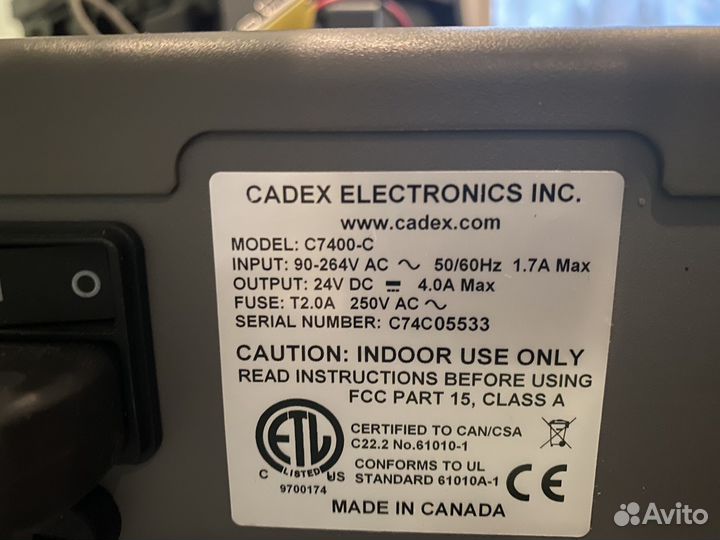 CADEX ELECTRONICS INC.
www.cadex.com
MODEL: C7400-C
INPUT: 90-264V AC ~ 50/60Hz 1.7A Max
OUTPUT: 24V DC ⎓ 4.0A Max
FUSE: T2.0A 250V AC ~
SERIAL NUMBER: C74C05533
CAUTION: INDOOR USE ONLY
READ INSTRUCTIONS BEFORE USING
FCC PART 15, CLASS A
ETL
LISTED
C US
9700174
CERTIFIED TO CAN/CSA
C22.2 No.61010-1
CONFORMS TO UL
STANDARD 61010A-1
CE
MADE IN CANADA
Avito